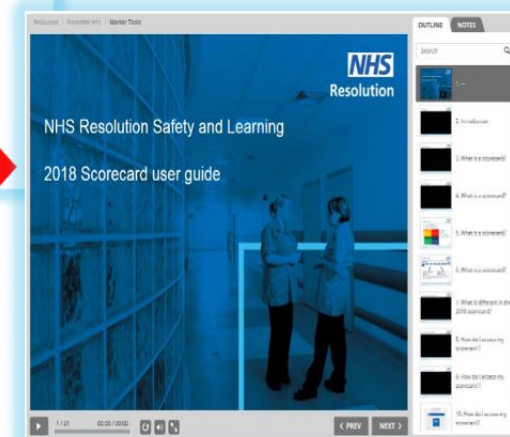 Resources | Presenter Info | Marker Tools
NHS
Resolution
NHS Resolution Safety and Learning
2018 Scorecard user guide
1 / 21
00:00 / 00:00
< PREV
NEXT >
OUTLINE
NOTES
Search
2. Introduction
3. What is a scorecard?
4. What is a scorecard?
5. What is a scorecard?
6. What is a scorecard?
7. What is different in the
2018 scorecard?
8. How do I access my
scorecard?
9. How do I access my
scorecard?
10. How do I access my
scorecard?